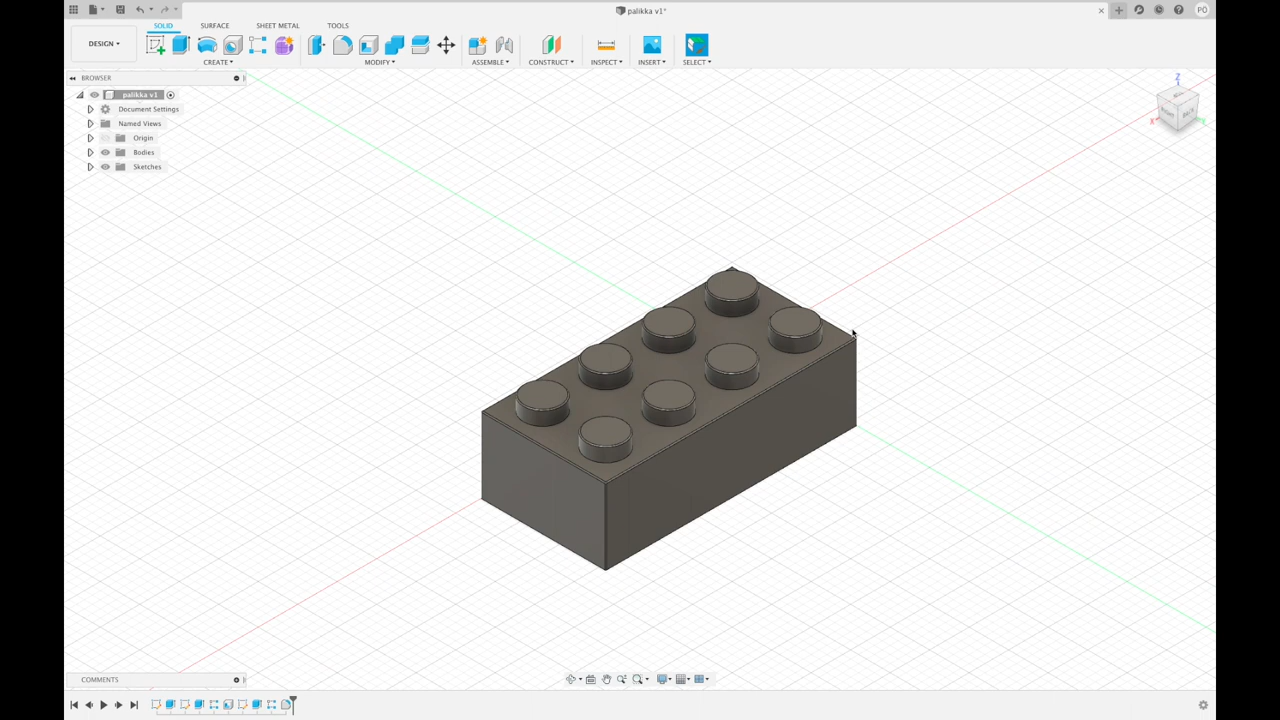 palikka v1*
PÖ
DESIGN
SOLID
SURFACE
SHEET METAL
TOOLS
CREATE
MODIFY
ASSEMBLE
CONSTRUCT
INSPECT
INSERT
SELECT
BROWSER
palikka v1
Document Settings
Named Views
Origin
Bodies
Sketches
Z
X
COMMENTS